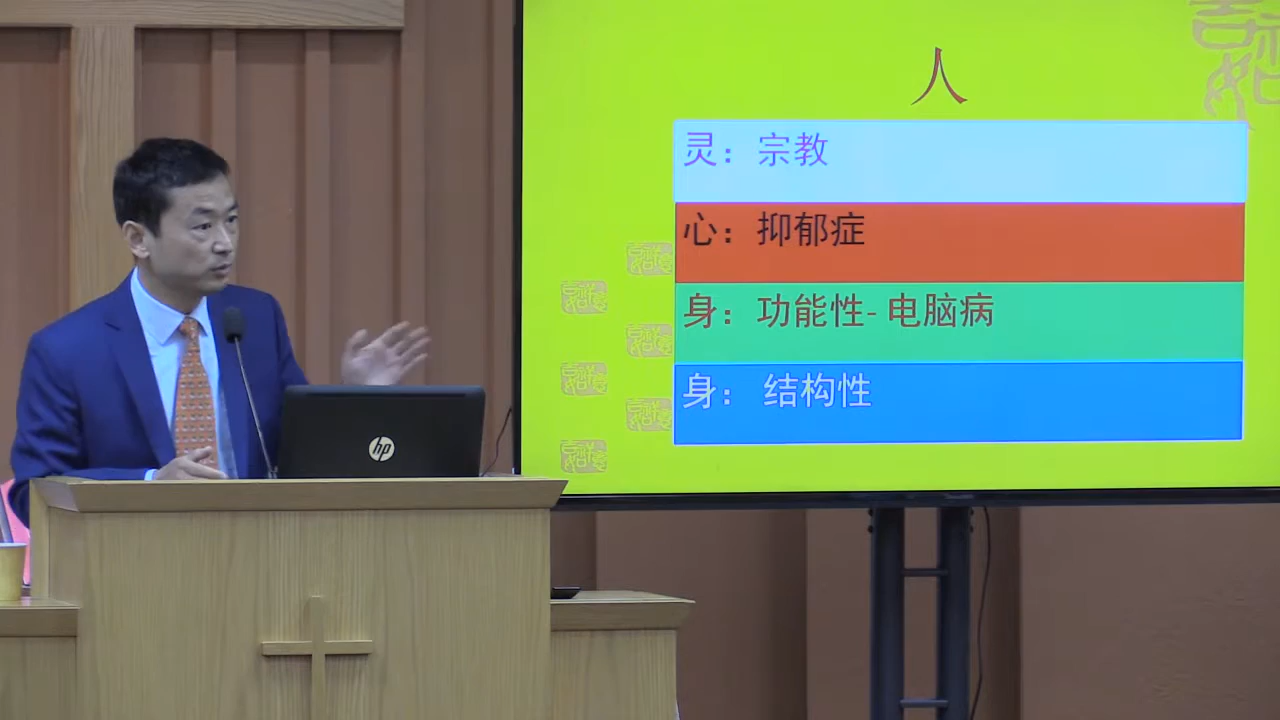 人
灵：宗教
心：抑郁症
身：功能性- 电脑病
身： 结构性
hp